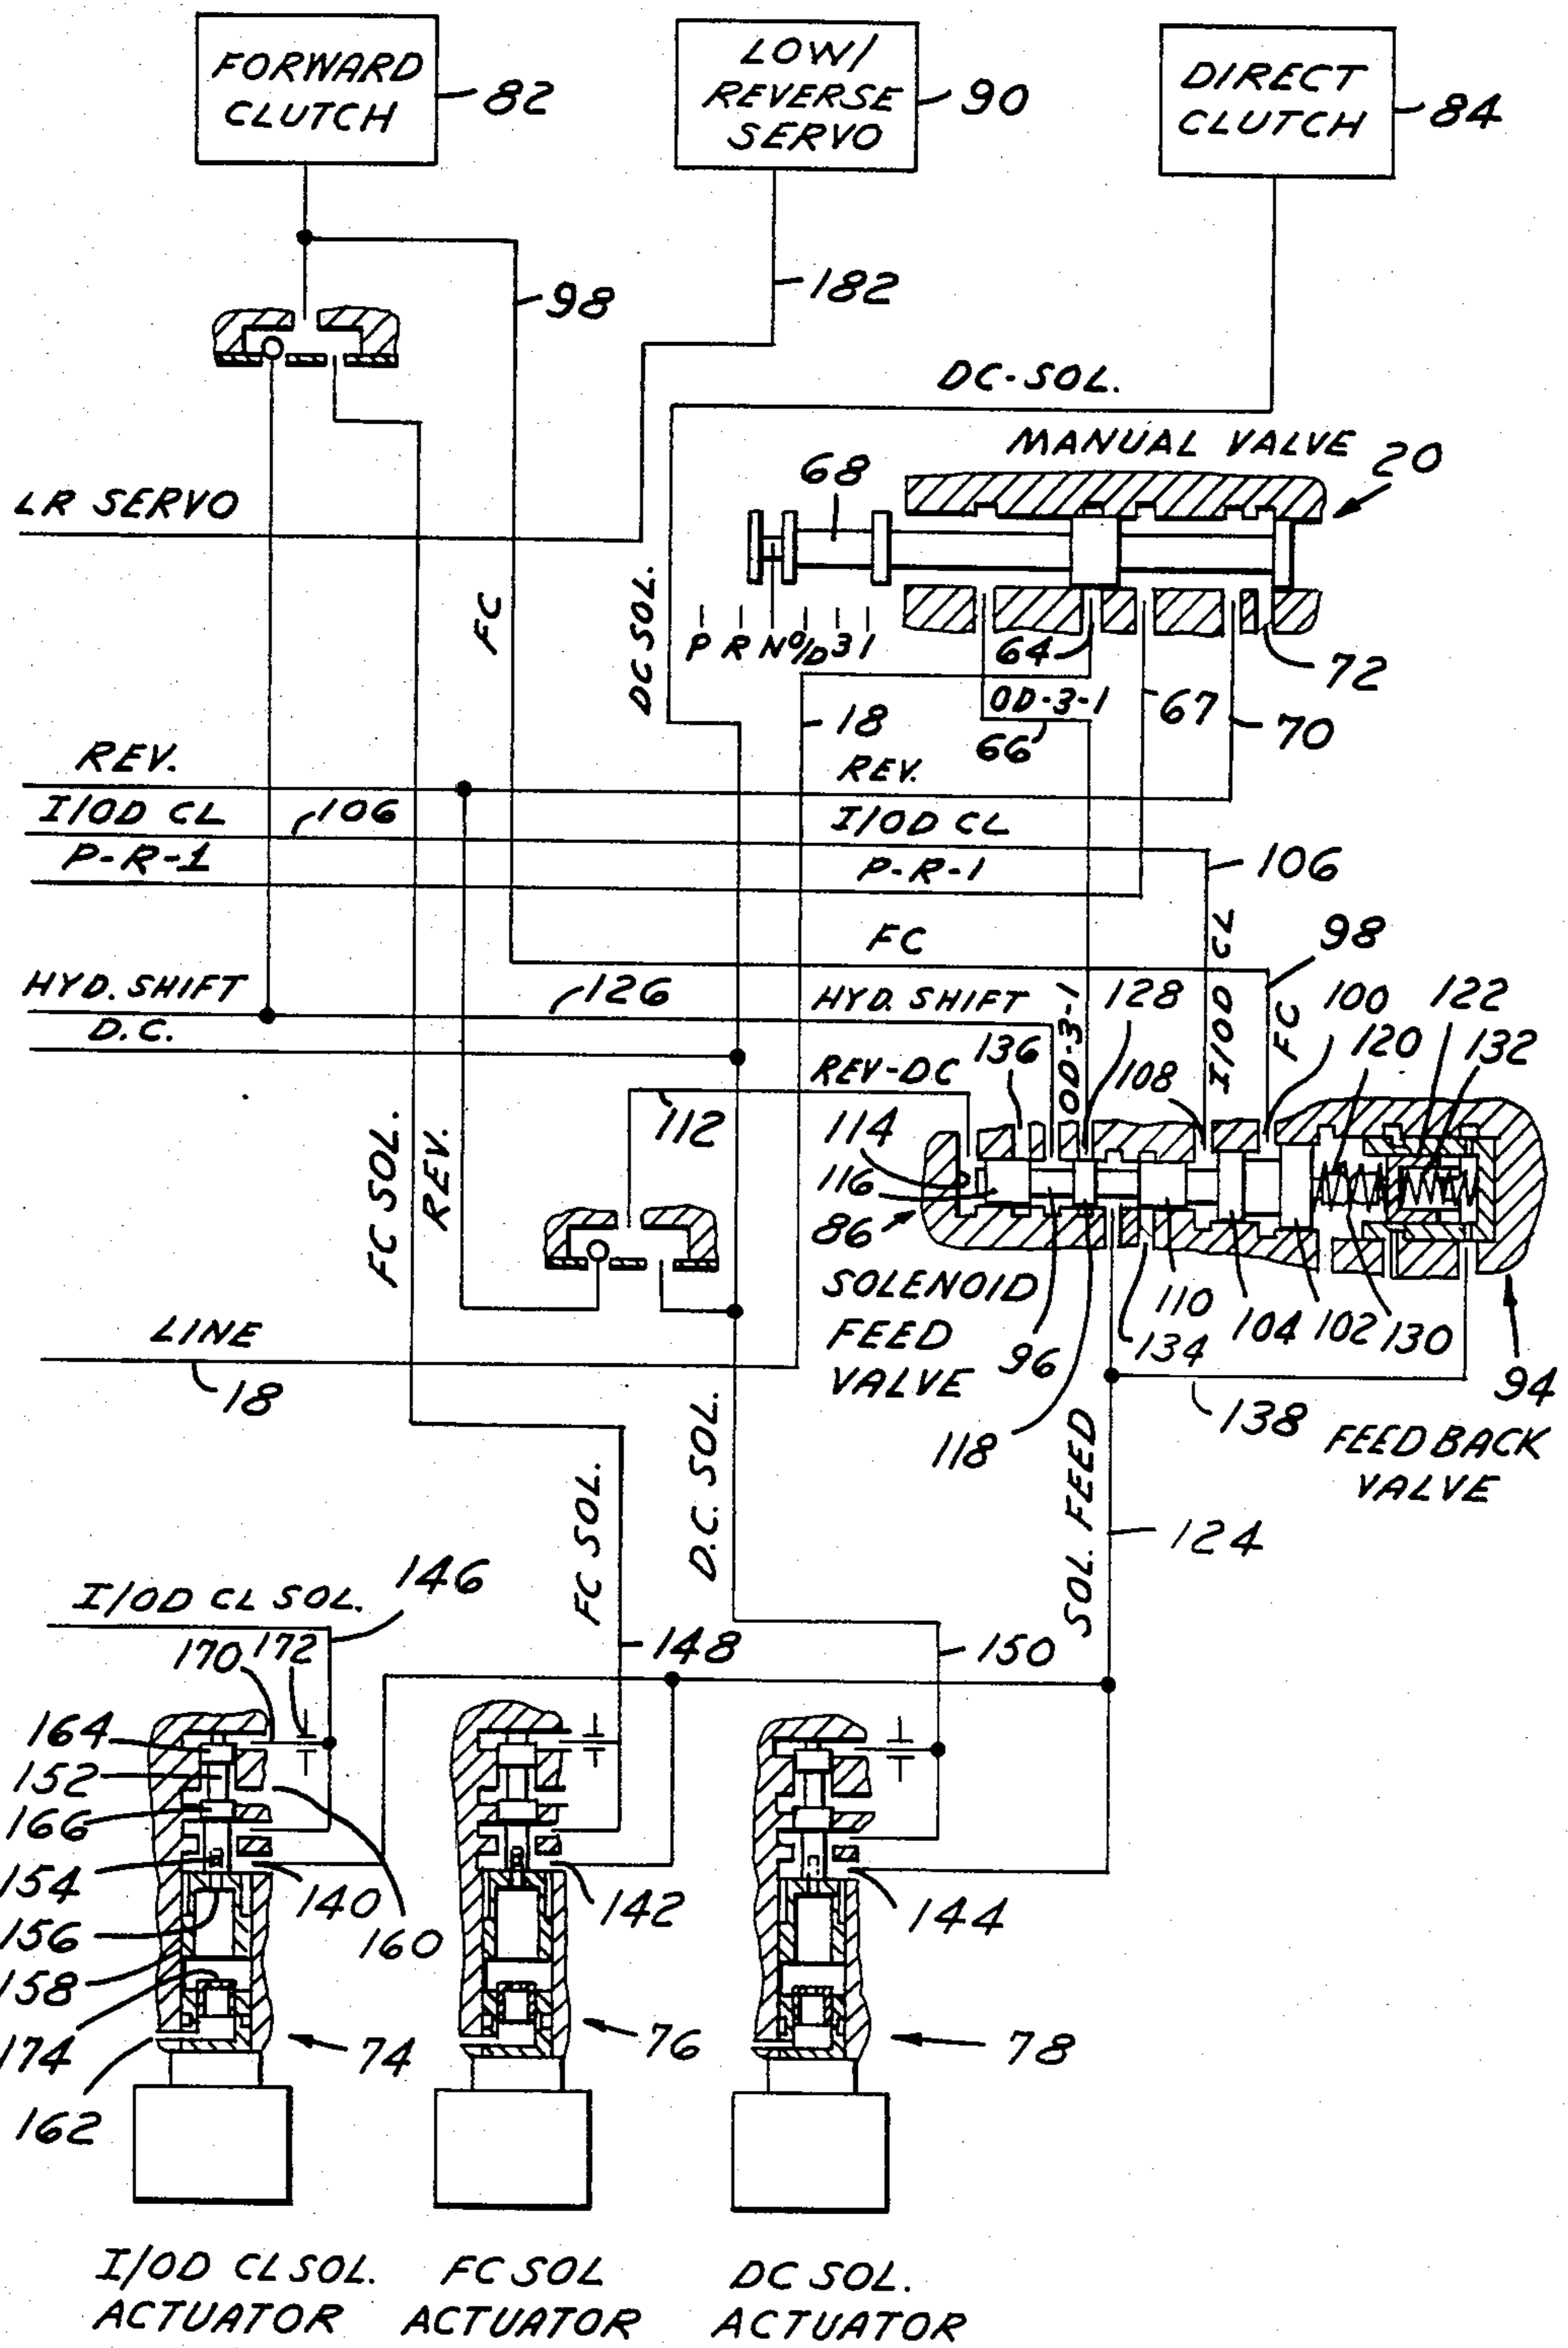 FORWARD
CLUTCH
82
LOW/
REVERSE
SERVO
90
DIRECT
CLUTCH
84
98
182
DC-SOL.
MANUAL VALVE
20
68
LR SERVO
FC
DC SOL.
P R N O/D 3 1
64
72
OD-3-1
67
18
66
70
REV.
REV.
I/OD CL
106
I/OD CL
P-R-1
P-R-1
106
FC
98
I/OD CL
HYD. SHIFT
126
HYD. SHIFT
OD-3-1
128
FC
100
122
D.C.
136
120
132
REV-DC
108
112
114
116
FC SOL.
REV.
86
SOLENOID
FEED
VALVE
96
134
110
104
102
130
LINE
18
94
118
138
FEEDBACK
VALVE
D.C. SOL.
SOL. FEED
FC SOL.
124
I/OD CL SOL.
146
170
172
148
150
164
152
166
154
140
142
144
156
160
158
174
74
76
78
162
I/OD CL SOL.
ACTUATOR
FC SOL
ACTUATOR
DC SOL.
ACTUATOR